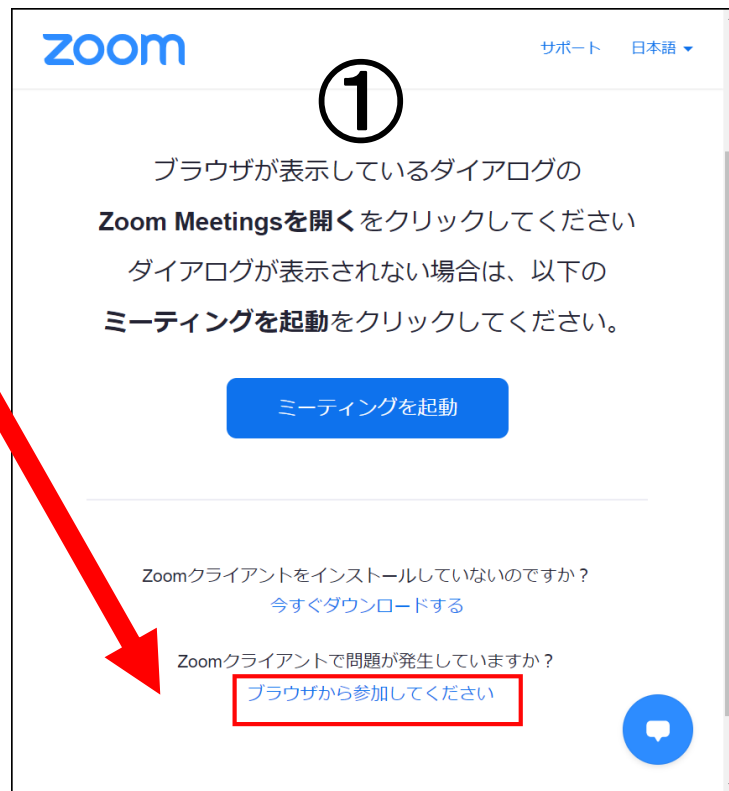 zoom
サポート 日本語
①
ブラウザが表示しているダイアログの
Zoom Meetingsを開くをクリックしてください
ダイアログが表示されない場合は、以下の
ミーティングを起動をクリックしてください。
ミーティングを起動
Zoomクライアントをインストールしていないのですか？
今すぐダウンロードする
Zoomクライアントで問題が発生していますか？
ブラウザから参加してください